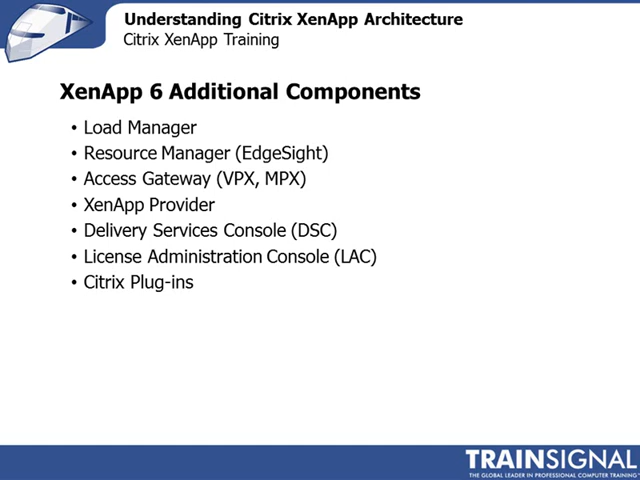 Understanding Citrix XenApp Architecture
Citrix XenApp Training
XenApp 6 Additional Components
• Load Manager
• Resource Manager (EdgeSight)
• Access Gateway (VPX, MPX)
• XenApp Provider
• Delivery Services Console (DSC)
• License Administration Console (LAC)
• Citrix Plug-ins
TRAINSIGNAL
THE GLOBAL LEADER IN PROFESSIONAL COMPUTER TRAINING